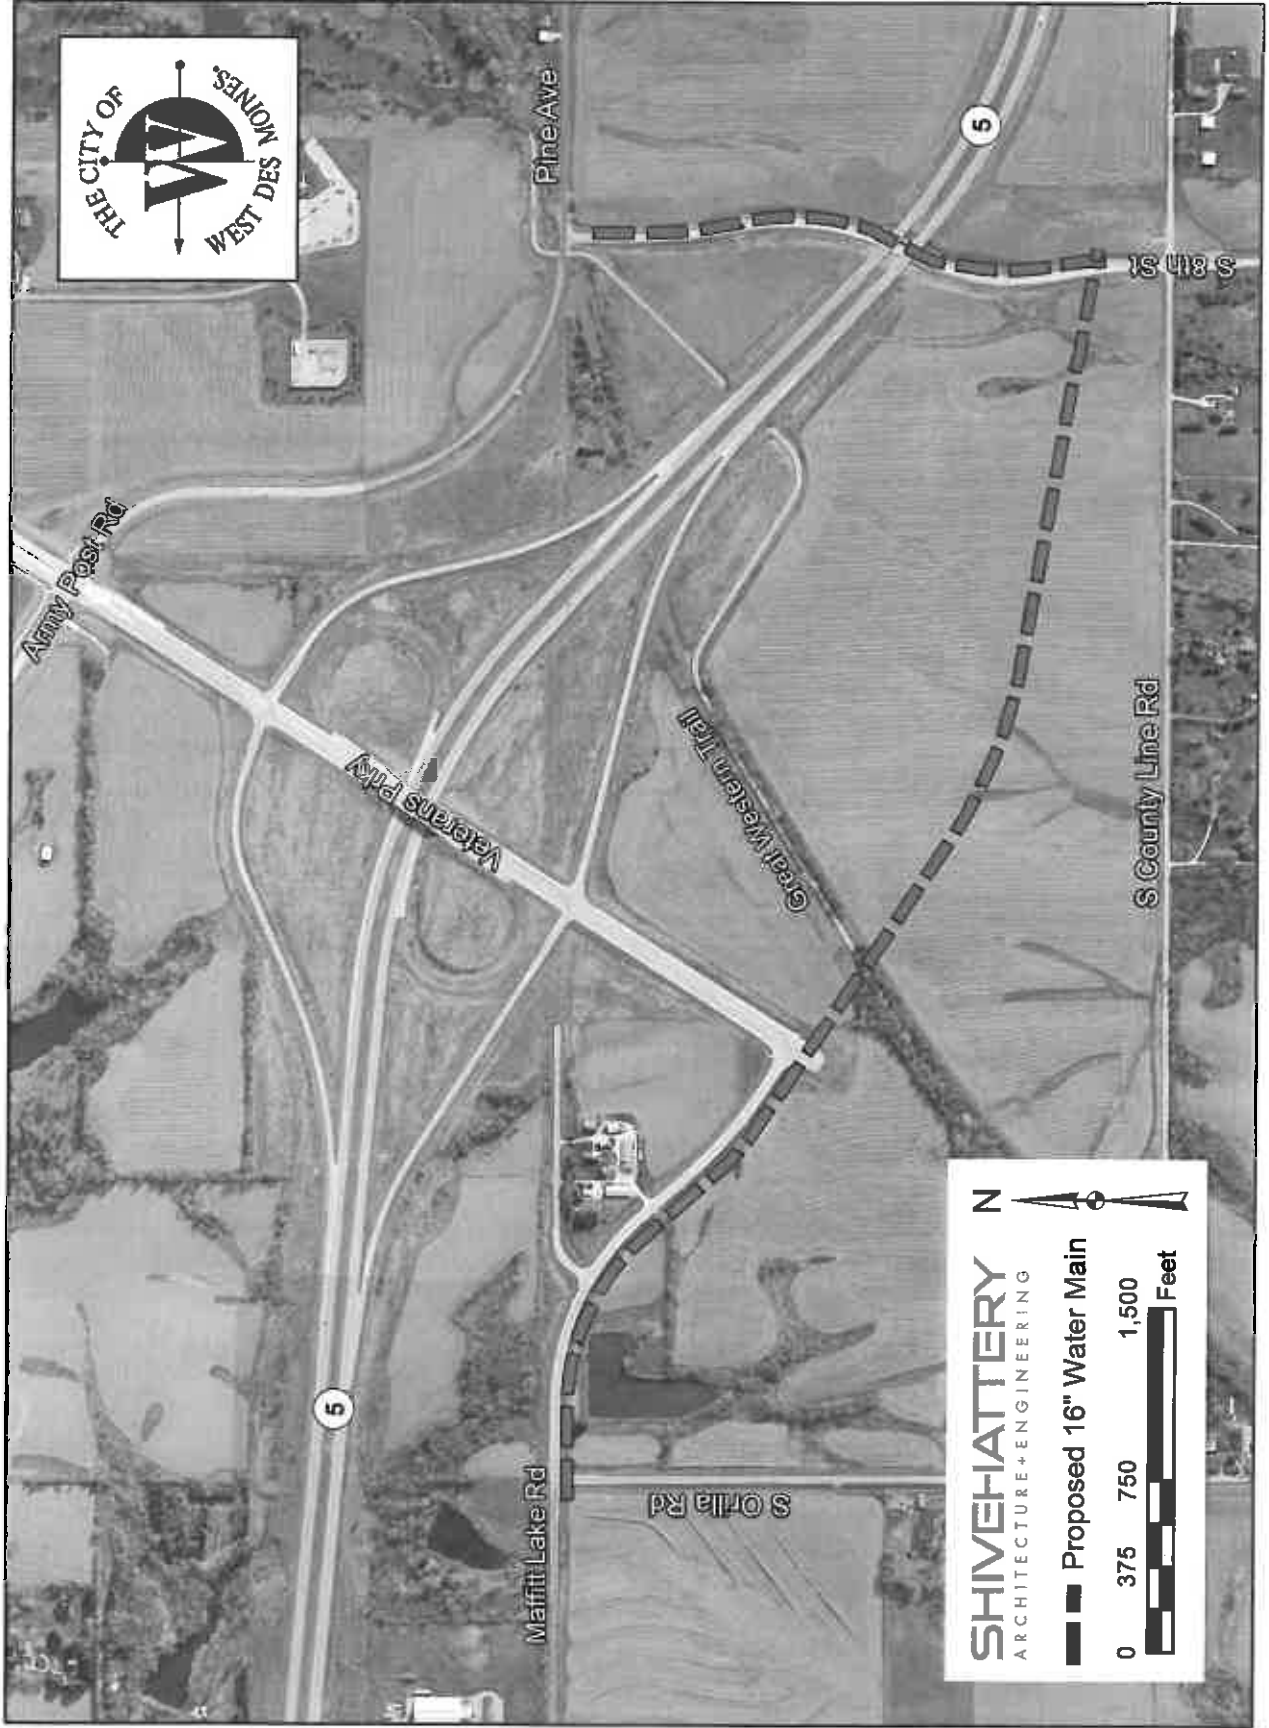 THE CITY OF
W
WEST DES MOINES.
Army Post Rd
Pine Ave
Veterans Prky
5
5
Great Western Trail
S 8th St
Maffitt Lake Rd
S Orilla Rd
S County Line Rd
SHIVEHATTERY
ARCHITECTURE+ENGINEERING
N
Proposed 16" Water Main
0 375 750 1,500
Feet